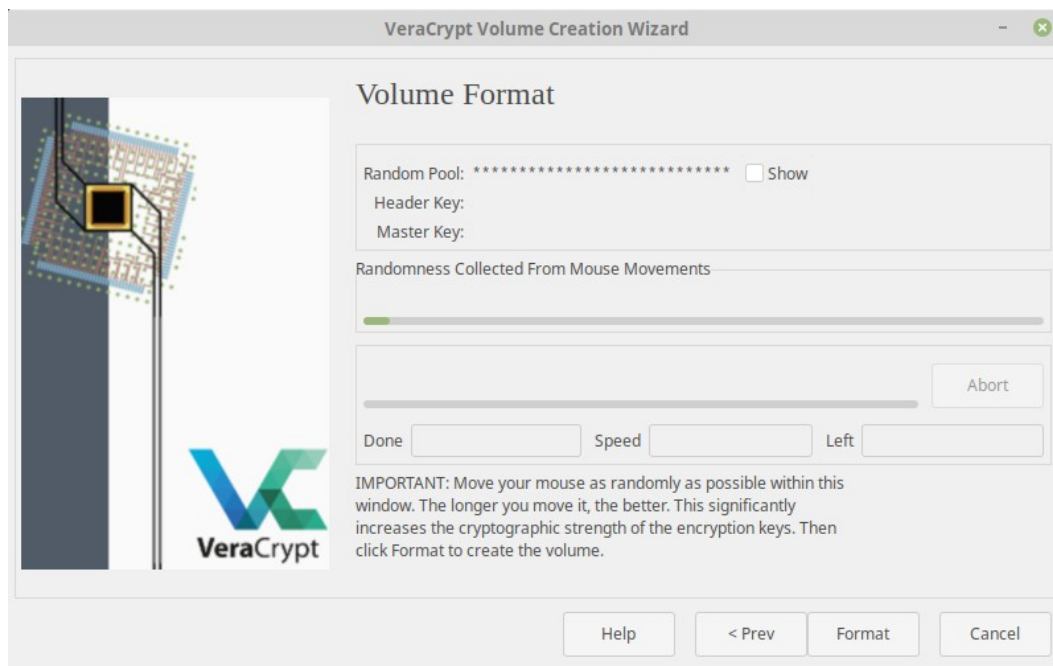 VeraCrypt Volume Creation Wizard
Volume Format
Random Pool: **************************** Show
Header Key:
Master Key:
Randomness Collected From Mouse Movements
Abort
Done Speed Left
IMPORTANT: Move your mouse as randomly as possible within this
window. The longer you move it, the better. This significantly
increases the cryptographic strength of the encryption keys. Then
click Format to create the volume.
VeraCrypt
Help < Prev Format Cancel